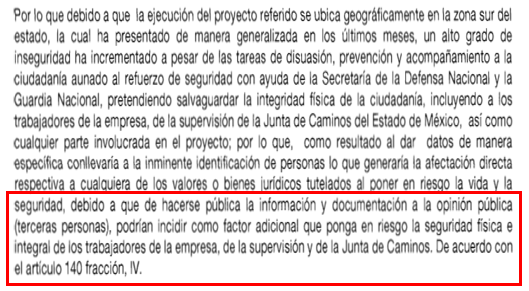 Por lo que debido a que la ejecución del proyecto referido se ubica geográficamente en la zona sur del
estado, la cual ha presentado de manera generalizada en los últimos meses, un alto grado de
inseguridad ha incrementado a pesar de las tareas de disuasión, prevención y acompañamiento a la
ciudadanía aunado al refuerzo de seguridad con ayuda de la Secretaría de la Defensa Nacional y la
Guardia Nacional, pretendiendo salvaguardar la integridad física de la ciudadanía, incluyendo a los
trabajadores de la empresa, de la supervisión de la Junta de Caminos del Estado de México, así como
cualquier parte involucrada en el proyecto; por lo que, como resultado al dar datos de manera
específica conllevaría a la inminente identificación de personas lo que generaría la afectación directa
respectiva a cualquiera de los valores o bienes jurídicos tutelados al poner en riesgo la vida y la
seguridad, debido a que de hacerse pública la información y documentación a la opinión pública
(terceras personas), podrían incidir como factor adicional que ponga en riesgo la seguridad física e
integral de los trabajadores de la empresa, de la supervisión y de la Junta de Caminos. De acuerdo con
el artículo 140 fracción, IV.